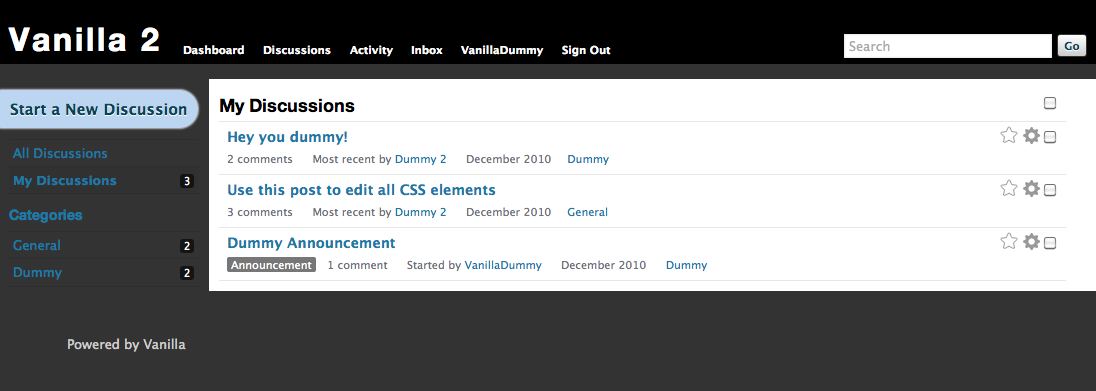 Vanilla 2 Dashboard Discussions Activity Inbox VanillaDummy Sign Out Search Go
Start a New Discussion
All Discussions
My Discussions 3
Categories
General 2
Dummy 2
Powered by Vanilla
My Discussions
Hey you dummy!
2 comments Most recent by Dummy 2 December 2010 Dummy
Use this post to edit all CSS elements
3 comments Most recent by Dummy 2 December 2010 General
Dummy Announcement
Announcement 1 comment Started by VanillaDummy December 2010 Dummy